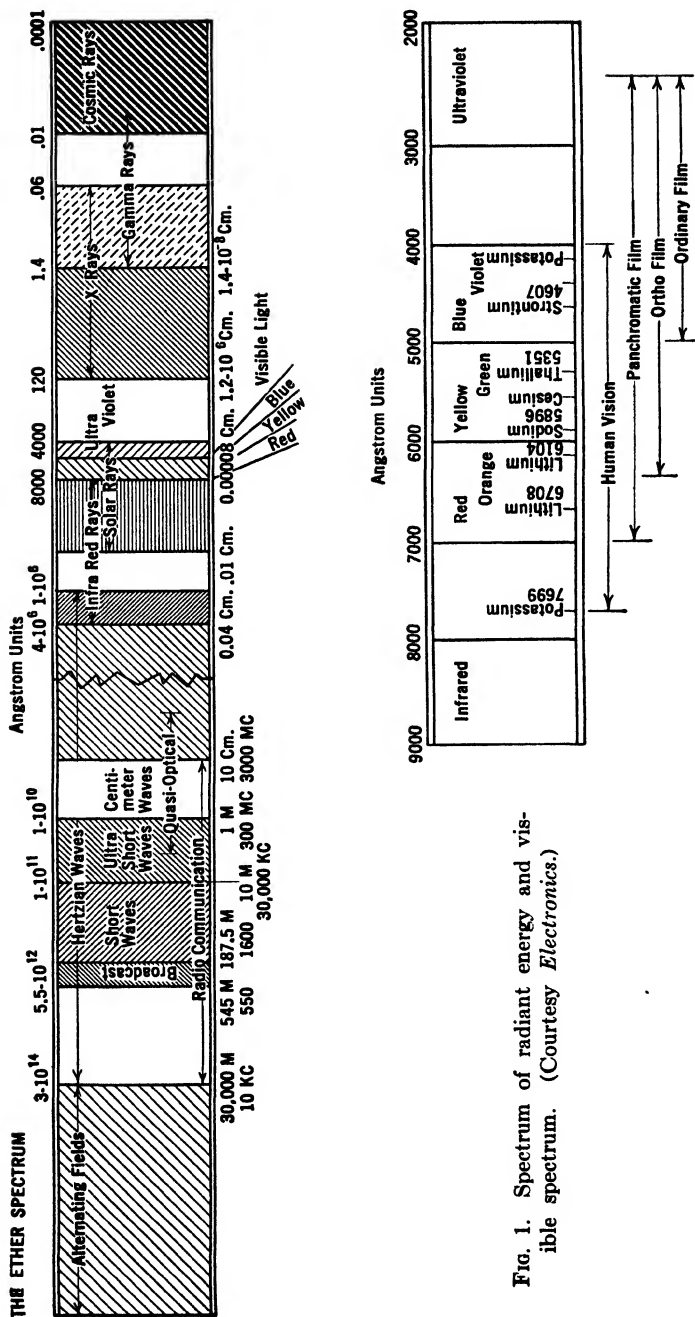 THE ETHER SPECTRUM
Angstrom Units
3-10¹⁴ 5.5-10¹² 1-10¹¹ 1-10¹⁰ 4-10⁶ 1-10⁸ 8000 4000 120 1.4 .06 .01 .0001
Alternating Fields
Hertzian Waves
Broadcast
Short Waves
Ultra Short Waves
Centi-
meter
Waves
Quasi-Optical
Radio Communication
Infra Red Rays
Solar Rays
Ultra
Violet
X Rays
Gamma Rays
Cosmic Rays
30,000 M 545 M 187.5 M 10 M 1 M 10 Cm. 0.04 Cm. .01 Cm. 0.00008 Cm. 1.2-10⁶ Cm. 1.4-10⁻⁸ Cm.
10 KC 550 1600 30,000 KC 300 MC 3000 MC
Visible Light
Blue
Yellow
Red
Angstrom Units
9000 8000 7000 6000 5000 4000 3000 2000
Infrared
Red
Orange
Yellow
Green
Blue
Violet
Ultraviolet
Potassium 7699
Lithium 6708
Lithium 6104
Sodium 5896
Cesium
Thallium 5351
Strontium 4607
Potassium
Human Vision
Panchromatic Film
Ortho Film
Ordinary Film
FIG. 1. Spectrum of radiant energy and vis-
ible spectrum. (Courtesy Electronics.)